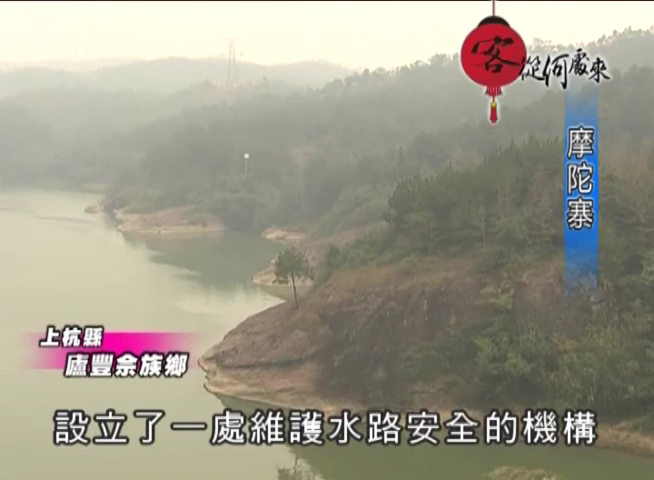 客從何處來
摩陀寨
上杭縣
廬豐佘族鄉
設立了一處維護水路安全的機構